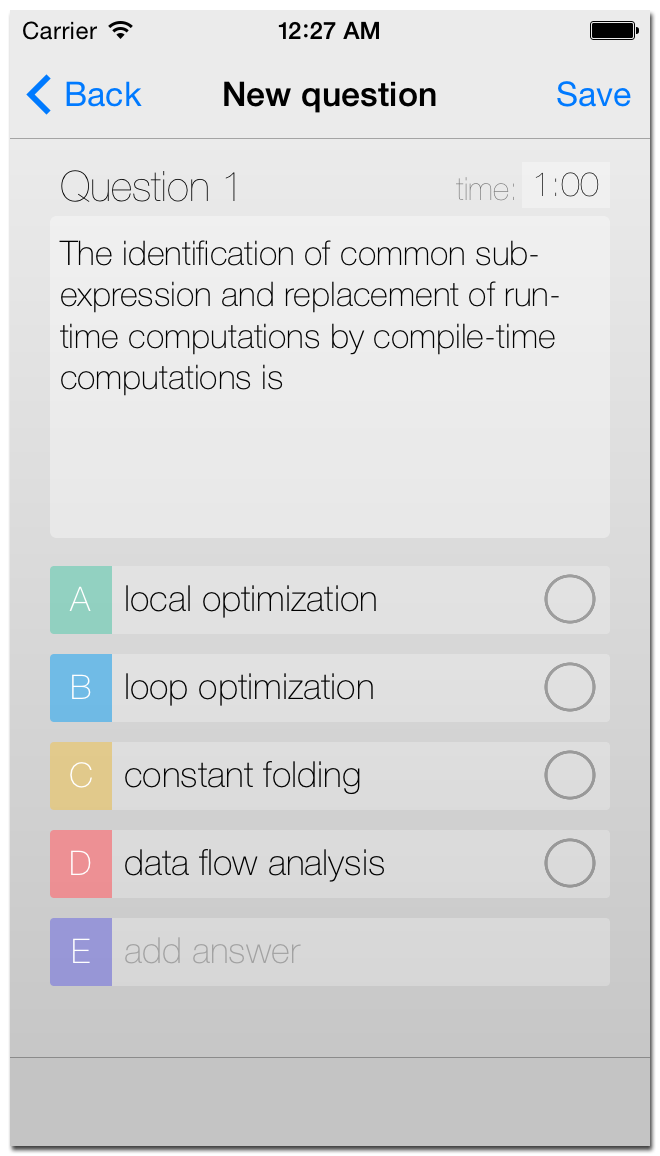 Carrier 12:27 AM
Back New question Save
Question 1 time: 1:00
The identification of common sub-
expression and replacement of run-
time computations by compile-time
computations is
A local optimization
B loop optimization
C constant folding
D data flow analysis
E add answer